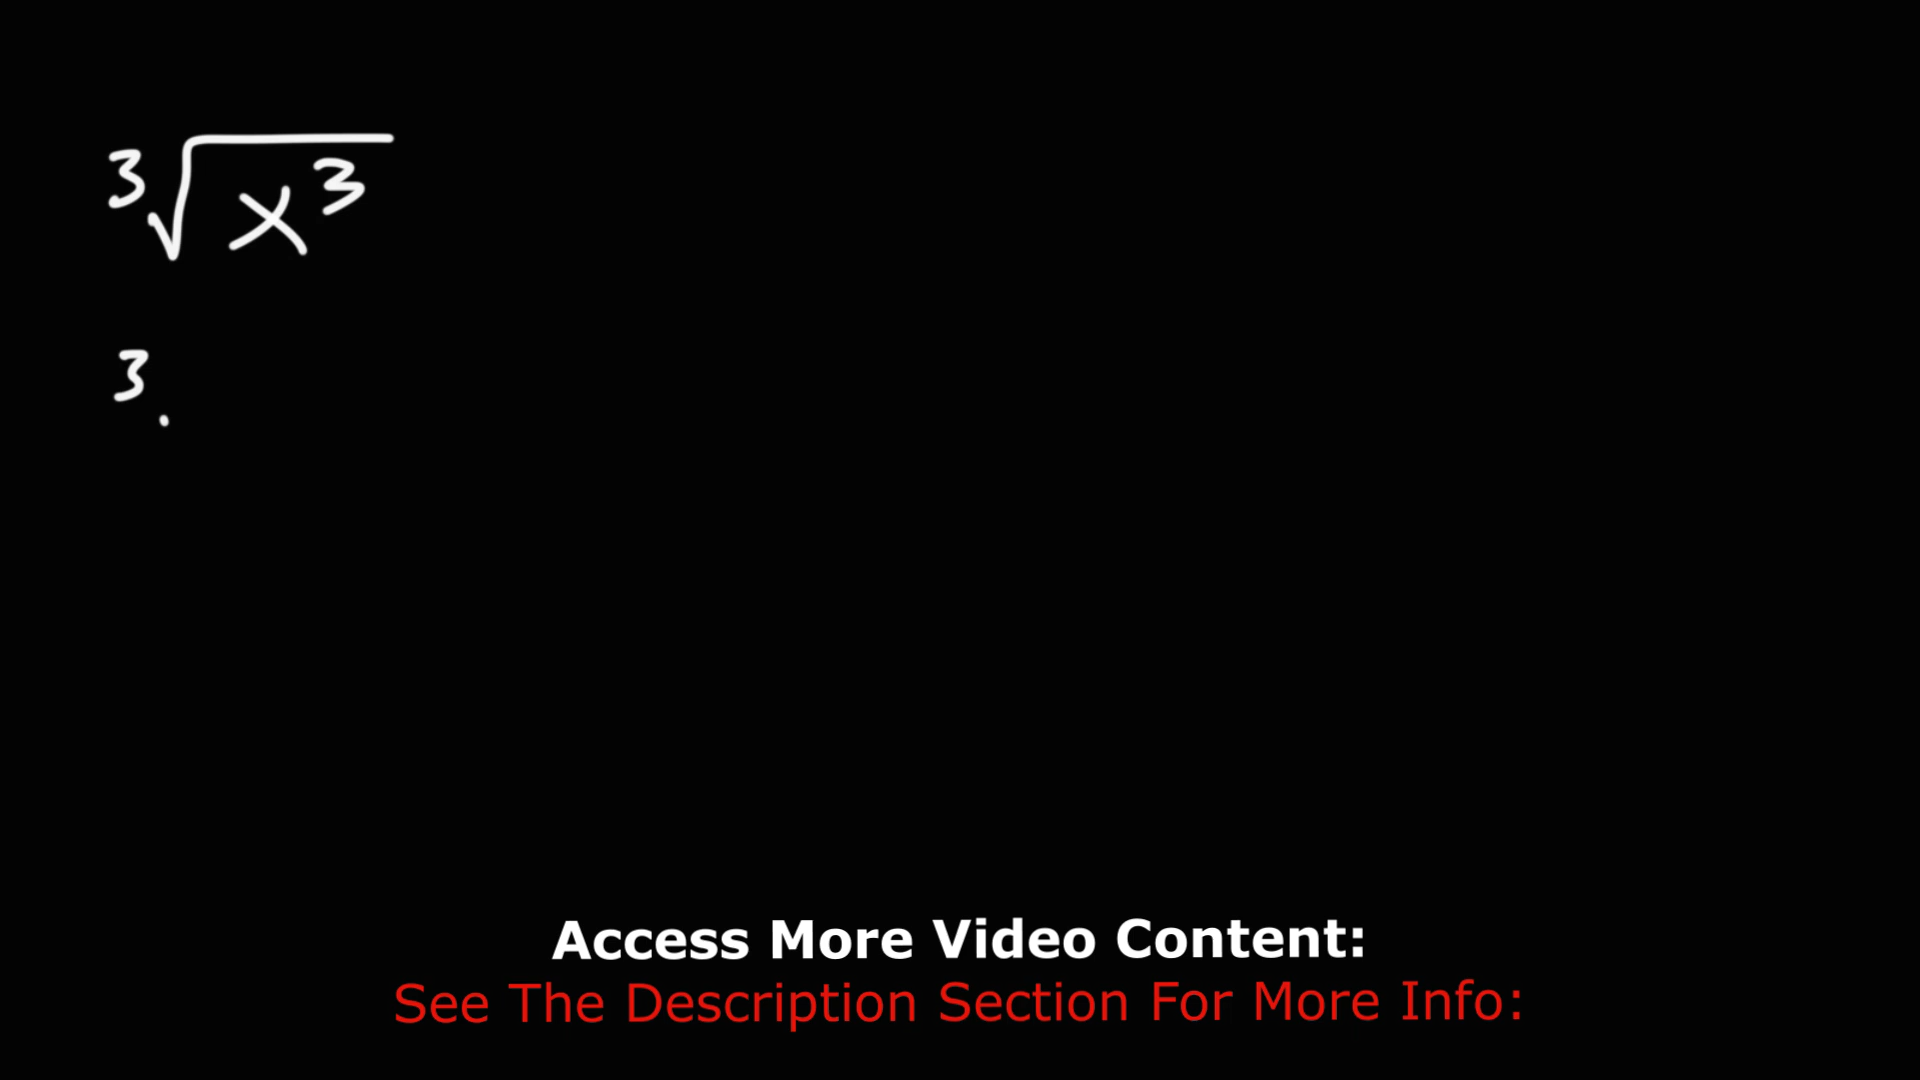 ∛x³
3.
Access More Video Content:
See The Description Section For More Info: